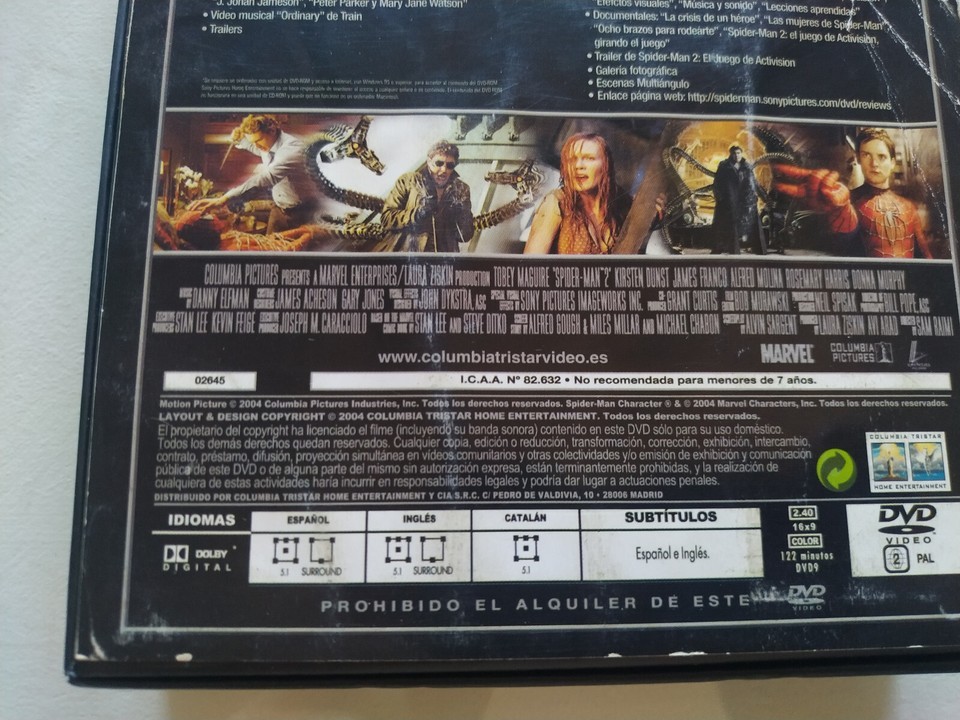 J. Jonah Jameson", "Peter Parker y Mary Jane Watson"
• Vídeo musical "Ordinary" de Train
• Trailers
Efectos visuales", "Música y sonido", "Lecciones aprendidas"
• Documentales: "La crisis de un héroe", "Las mujeres de Spider-Man",
"Ocho brazos para rodearte", "Spider-Man 2: el juego de Activision,
girando el juego"
• Trailer de Spider-Man 2: El Juego de Activision
• Galería fotográfica
• Escenas Multiángulo
• Enlace página web: http://spiderman.sonypictures.com/dvd/reviews
COLUMBIA PICTURES PRESENTS A MARVEL ENTERPRISES/LAURA ZISKIN PRODUCTION TOBEY MAGUIRE "SPIDER-MAN 2" KIRSTEN DUNST JAMES FRANCO ALFRED MOLINA ROSEMARY HARRIS DONNA MURPHY
DANNY ELFMAN JAMES ACHESON GARY JONES JOHN DYKSTRA, ASC SONY PICTURES IMAGEWORKS INC. GRANT CURTIS NEIL SPISAK BILL POPE, ASC
STAN LEE KEVIN FEIGE JOSEPH M. CARACCIOLO STAN LEE AND STEVE DITKO ALFRED GOUGH & MILES MILLAR AND MICHAEL CHABON ALVIN SARGENT LAURA ZISKIN AVI ARAD SAM RAIMI
www.columbiatristarvideo.es
MARVEL
COLUMBIA PICTURES
02645
I.C.A.A. Nº 82.632 • No recomendada para menores de 7 años.
Motion Picture © 2004 Columbia Pictures Industries, Inc. Todos los derechos reservados. Spider-Man Character ® & © 2004 Marvel Characters, Inc. Todos los derechos reservados.
LAYOUT & DESIGN COPYRIGHT © 2004 COLUMBIA TRISTAR HOME ENTERTAINMENT. Todos los derechos reservados.
El propietario del copyright ha licenciado el filme (incluyendo su banda sonora) contenido en este DVD sólo para su uso doméstico.
Todos los demás derechos quedan reservados. Cualquier copia, edición o reducción, transformación, corrección, exhibición, intercambio,
contrato, préstamo, difusión, proyección simultánea en vídeos comunitarios y otras colectividades y/o emisión de exhibición y comunicación
pública de este DVD o de alguna parte del mismo sin autorización expresa, están terminantemente prohibidas, y la realización de
cualquiera de estas actividades haría incurrir en responsabilidades legales y podría dar lugar a actuaciones penales.
DISTRIBUIDO POR COLUMBIA TRISTAR HOME ENTERTAINMENT Y CIA S.R.C. C/ PEDRO DE VALDIVIA, 10 • 28006 MADRID
COLUMBIA TRISTAR
HOME ENTERTAINMENT
IDIOMAS
ESPAÑOL
INGLÉS
CATALÁN
SUBTÍTULOS
DOLBY
DIGITAL
5.1 SURROUND
5.1 SURROUND
5.1
Español e Inglés.
2.40
16x9
COLOR
122 minutos
DVD9
DVD
VIDEO
2
PAL
PROHIBIDO EL ALQUILER DE ESTE
DVD
VIDEO